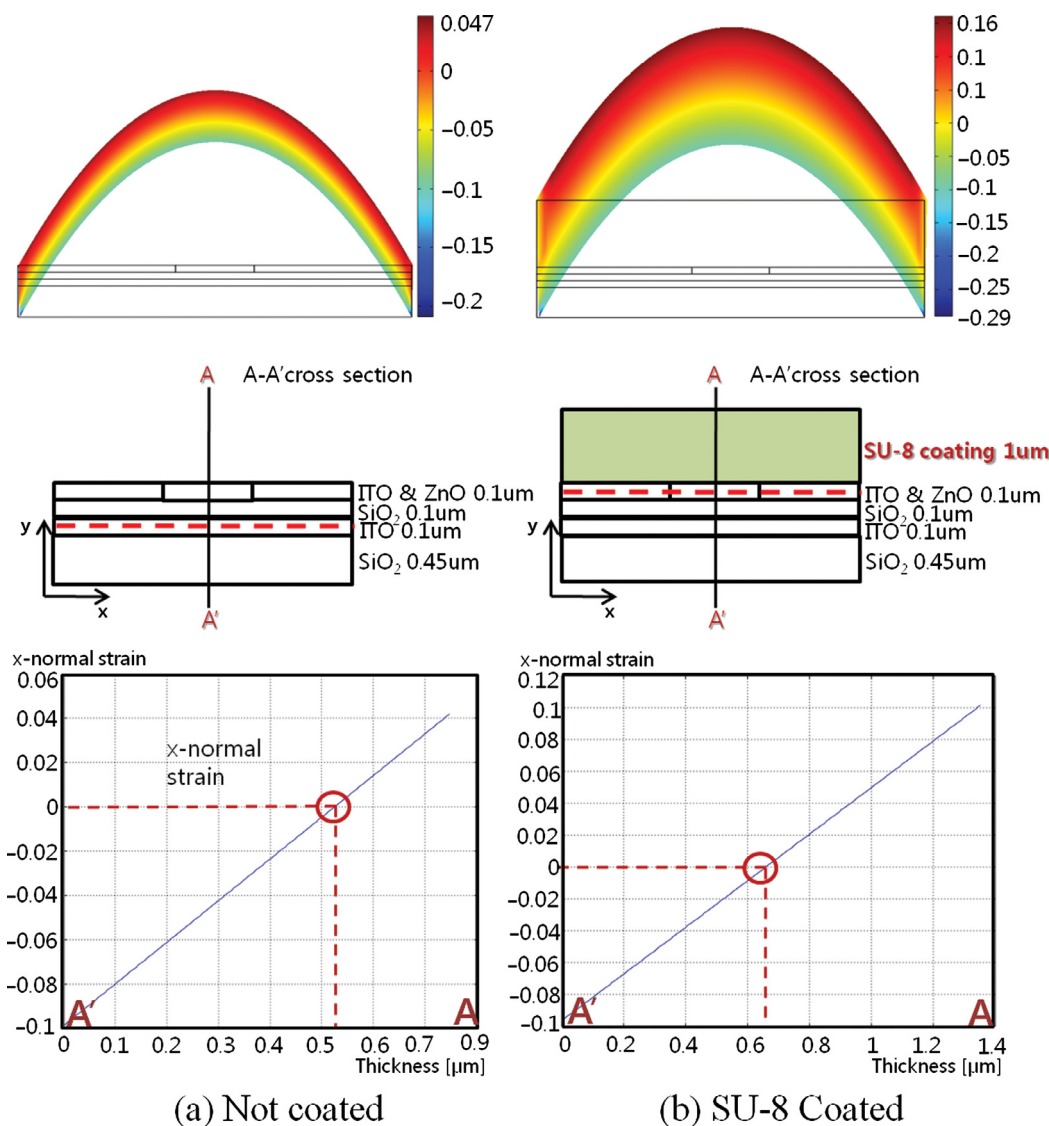 0.047
0
−0.05
−0.1
−0.15
−0.2
0.16
0.1
0.1
0
−0.05
−0.1
−0.15
−0.2
−0.25
−0.29
A A-A'cross section
ITO & ZnO 0.1um
SiO₂ 0.1um
ITO 0.1um
SiO₂ 0.45um
y
x
A'
A A-A'cross section
SU-8 coating 1um
ITO & ZnO 0.1um
SiO₂ 0.1um
ITO 0.1um
SiO₂ 0.45um
y
x
A'
x-normal strain
0.06
0.04
0.02
0
−0.02
−0.04
−0.06
−0.08
−0.1
x-normal
strain
A' A
0 0.1 0.2 0.3 0.4 0.5 0.6 0.7 0.8 0.9
Thickness [μm]
(a) Not coated
x-normal strain
0.12
0.1
0.08
0.06
0.04
0.02
0
−0.02
−0.04
−0.06
−0.08
−0.1
A' A
0 0.2 0.4 0.6 0.8 1 1.2 1.4
Thickness [μm]
(b) SU-8 Coated